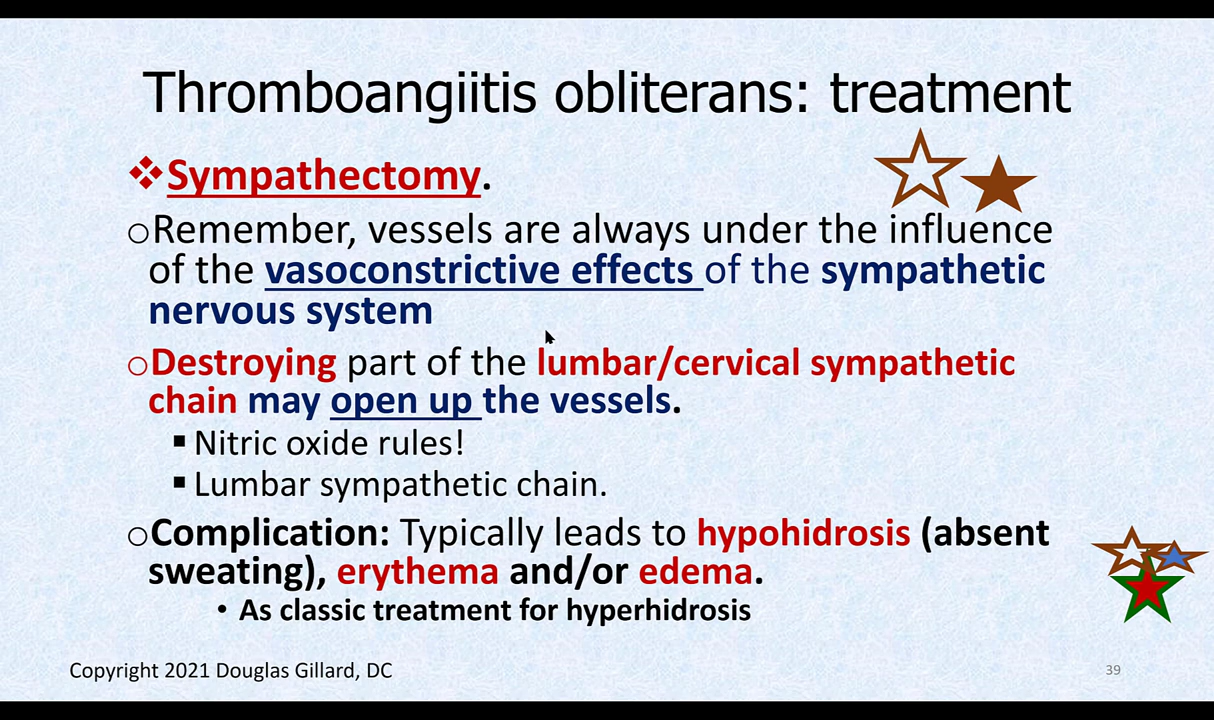 Thromboangiitis obliterans: treatment
❖Sympathectomy.
oRemember, vessels are always under the influence
of the vasoconstrictive effects of the sympathetic
nervous system
oDestroying part of the lumbar/cervical sympathetic
chain may open up the vessels.
▪Nitric oxide rules!
▪Lumbar sympathetic chain.
oComplication: Typically leads to hypohidrosis (absent
sweating), erythema and/or edema.
• As classic treatment for hyperhidrosis
Copyright 2021 Douglas Gillard, DC
39